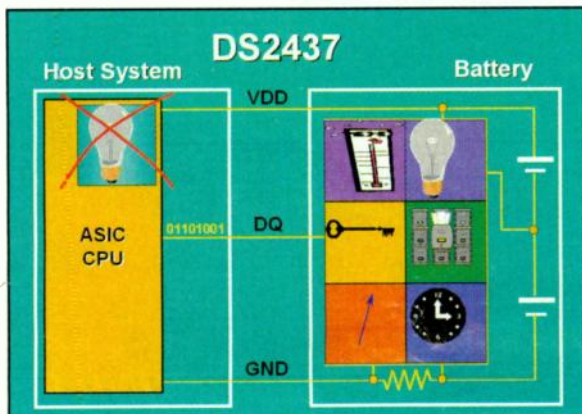 DS2437
Host System
Battery
VDD
ASIC
CPU
01101001
DQ
GND